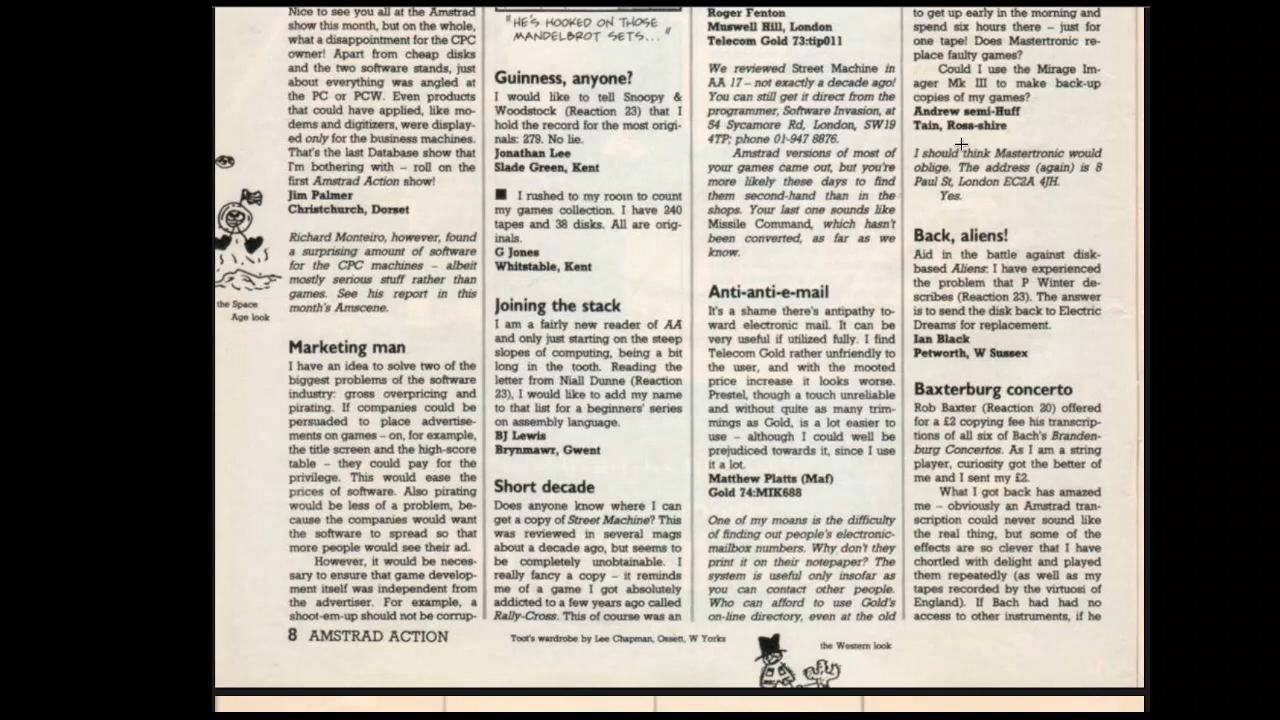 Nice to see you all at the Amstrad
show this month, but on the whole,
what a disappointment for the CPC
owner! Apart from cheap disks
and the two software stands, just
about everything was angled at
the PC or PCW. Even products
that could have applied, like mo-
dems and digitizers, were display-
ed only for the business machines.
That's the last Database show that
I'm bothering with – roll on the
first Amstrad Action show!
Jim Palmer
Christchurch, Dorset
Richard Monteiro, however, found
a surprising amount of software
for the CPC machines – albeit
mostly serious stuff rather than
games. See his report in this
month's Amscene.
the Space
Age look
Marketing man
I have an idea to solve two of the
biggest problems of the software
industry: gross overpricing and
pirating. If companies could be
persuaded to place advertise-
ments on games – on, for example,
the title screen and the high-score
table – they could pay for the
privilege. This would ease the
prices of software. Also pirating
would be less of a problem, be-
cause the companies would want
the software to spread so that
more people would see their ad.
However, it would be neces-
sary to ensure that game develop-
ment itself was independent from
the advertiser. For example, a
shoot-em-up should not be corrup-
"HE'S HOOKED ON THOSE
MANDELBROT SETS..."
Guinness, anyone?
I would like to tell Snoopy &
Woodstock (Reaction 23) that I
hold the record for the most origi-
nals: 279. No lie.
Jonathan Lee
Slade Green, Kent
■ I rushed to my room to count
my games collection. I have 240
tapes and 38 disks. All are orig-
inals.
G Jones
Whitstable, Kent
Joining the stack
I am a fairly new reader of AA
and only just starting on the steep
slopes of computing, being a bit
long in the tooth. Reading the
letter from Niall Dunne (Reaction
23), I would like to add my name
to that list for a beginners' series
on assembly language.
BJ Lewis
Brynmawr, Gwent
Short decade
Does anyone know where I can
get a copy of Street Machine? This
was reviewed in several mags
about a decade ago, but seems to
be completely unobtainable. I
really fancy a copy – it reminds
me of a game I got absolutely
addicted to a few years ago called
Rally-Cross. This of course was an
Roger Fenton
Muswell Hill, London
Telecom Gold 73:tip011
We reviewed Street Machine in
AA 17 – not exactly a decade ago!
You can still get it direct from the
programmer, Software Invasion, at
54 Sycamore Rd, London, SW19
4TP; phone 01-947 8876.
Amstrad versions of most of
your games came out, but you're
more likely these days to find
them second-hand than in the
shops. Your last one sounds like
Missile Command, which hasn't
been converted, as far as we
know.
Anti-anti-e-mail
It's a shame there's antipathy to-
ward electronic mail. It can be
very useful if utilized fully. I find
Telecom Gold rather unfriendly to
the user, and with the mooted
price increase it looks worse.
Prestel, though a touch unreliable
and without quite as many trim-
mings as Gold, is a lot easier to
use – although I could well be
prejudiced towards it, since I use
it a lot.
Matthew Platts (Maf)
Gold 74:MIK688
One of my moans is the difficulty
of finding out people's electronic-
mailbox numbers. Why don't they
print it on their notepaper? The
system is useful only insofar as
you can contact other people.
Who can afford to use Gold's
on-line directory, even at the old
to get up early in the morning and
spend six hours there – just for
one tape! Does Mastertronic re-
place faulty games?
Could I use the Mirage Im-
ager Mk III to make back-up
copies of my games?
Andrew semi-Huff
Tain, Ross-shire
I should think Mastertronic would
oblige. The address (again) is 8
Paul St, London EC2A 4JH.
Yes.
Back, aliens!
Aid in the battle against disk-
based Aliens: I have experienced
the problem that P Winter de-
scribes (Reaction 23). The answer
is to send the disk back to Electric
Dreams for replacement.
Ian Black
Petworth, W Sussex
Baxterburg concerto
Rob Baxter (Reaction 20) offered
for a £2 copying fee his transcrip-
tions of all six of Bach's Branden-
burg Concertos. As I am a string
player, curiosity got the better of
me and I sent my £2.
What I got back has amazed
me – obviously an Amstrad tran-
scription could never sound like
the real thing, but some of the
effects are so clever that I have
chortled with delight and played
them repeatedly (as well as my
tapes recorded by the virtuosi of
England). If Bach had had no
access to other instruments, if he
8 AMSTRAD ACTION
Toot's wardrobe by Lee Chapman, Ossett, W Yorks
the Western look